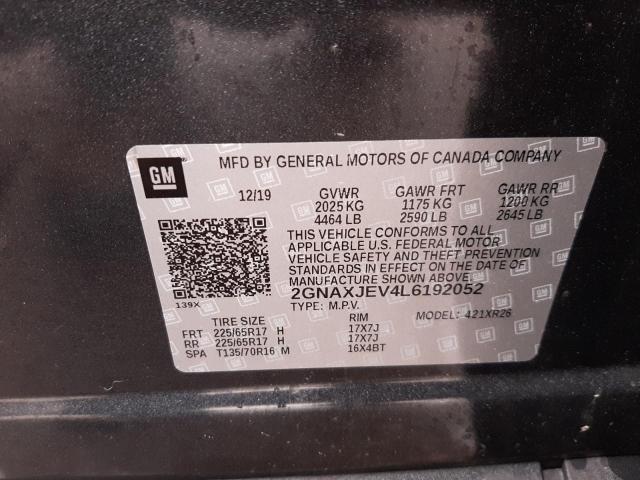 GM
MFD BY GENERAL MOTORS OF CANADA COMPANY
12/19 GVWR GAWR FRT GAWR RR
2025 KG 1175 KG 1200 KG
4464 LB 2590 LB 2645 LB
THIS VEHICLE CONFORMS TO ALL
APPLICABLE U.S. FEDERAL MOTOR
VEHICLE SAFETY AND THEFT PREVENTION
STANDARDS IN EFFECT ON THE DATE OF
MANUFACTURE SHOWN ABOVE.
139X 2GNAXJEV4L6192052
TYPE: M.P.V. MODEL: 421XR26
TIRE SIZE RIM
FRT 225/65R17 H 17X7J
RR 225/65R17 H 17X7J
SPA T135/70R16 M 16X4BT